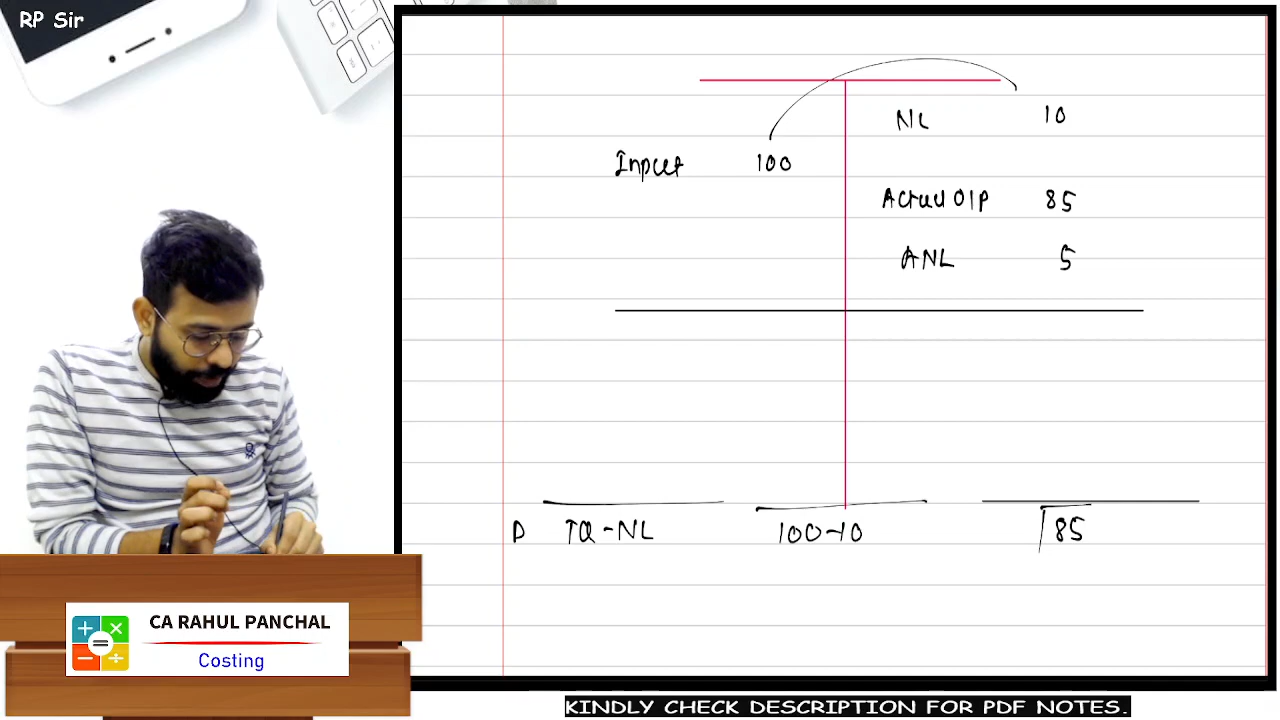 RP Sir
NL 10
Input 100
Actual O/P 85
ANL 5
D TQ-NL 100-10 85
CA RAHUL PANCHAL
Costing
KINDLY CHECK DESCRIPTION FOR PDF NOTES.